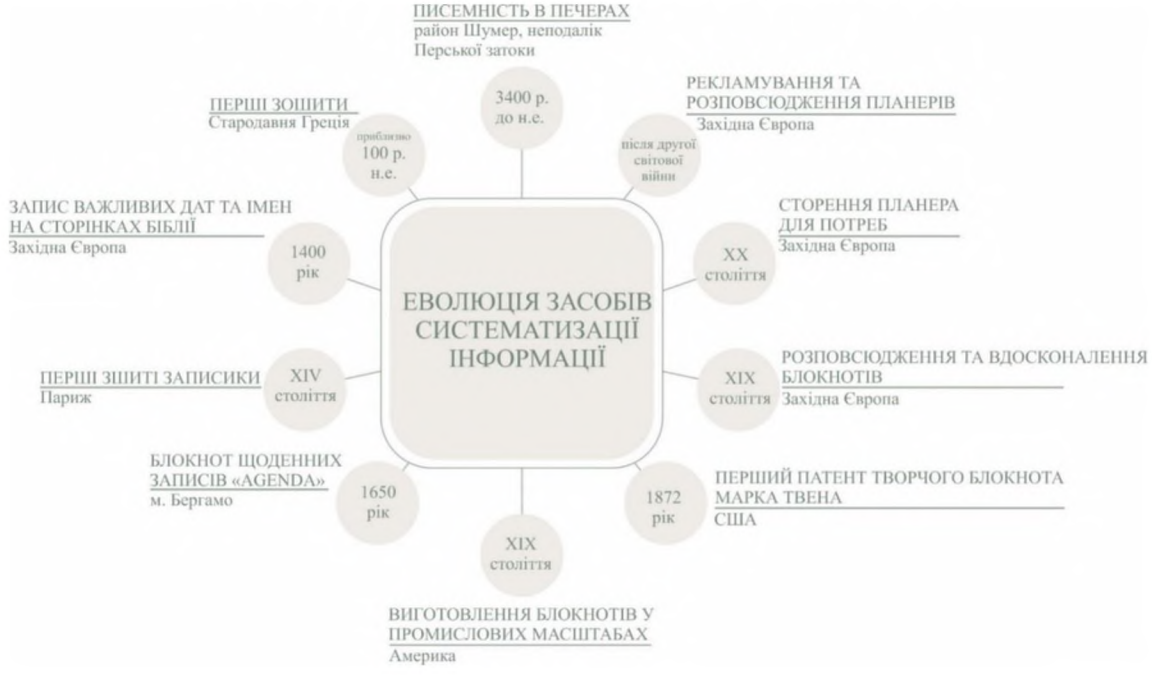 ПИСЕМНІСТЬ В ПЕЧЕРАХ
район Шумер, неподалік
Перської затоки
3400 р.
до н.е.
РЕКЛАМУВАННЯ ТА
РОЗПОВСЮДЖЕННЯ ПЛАНЕРІВ
Західна Європа
після другої
світової
війни
ПЕРШІ ЗОШИТИ
Стародавня Греція
приблизно
100 р.
н.е.
ЗАПИС ВАЖЛИВИХ ДАТ ТА ІМЕН
НА СТОРІНКАХ БІБЛІЇ
Західна Європа
1400
рік
СТОРЕННЯ ПЛАНЕРА
ДЛЯ ПОТРЕБ
Західна Європа
XX
століття
ЕВОЛЮЦІЯ ЗАСОБІВ
СИСТЕМАТИЗАЦІЇ
ІНФОРМАЦІЇ
ПЕРШІ ЗШИТІ ЗАПИСИКИ
Париж
XIV
століття
РОЗПОВСЮДЖЕННЯ ТА ВДОСКОНАЛЕННЯ
БЛОКНОТІВ
Західна Європа
XIX
століття
БЛОКНОТ ЩОДЕННИХ
ЗАПИСІВ «AGENDA»
м. Бергамо
1650
рік
ПЕРШИЙ ПАТЕНТ ТВОРЧОГО БЛОКНОТА
МАРКА ТВЕНА
США
1872
рік
XIX
століття
ВИГОТОВЛЕННЯ БЛОКНОТІВ У
ПРОМИСЛОВИХ МАСШТАБАХ
Америка